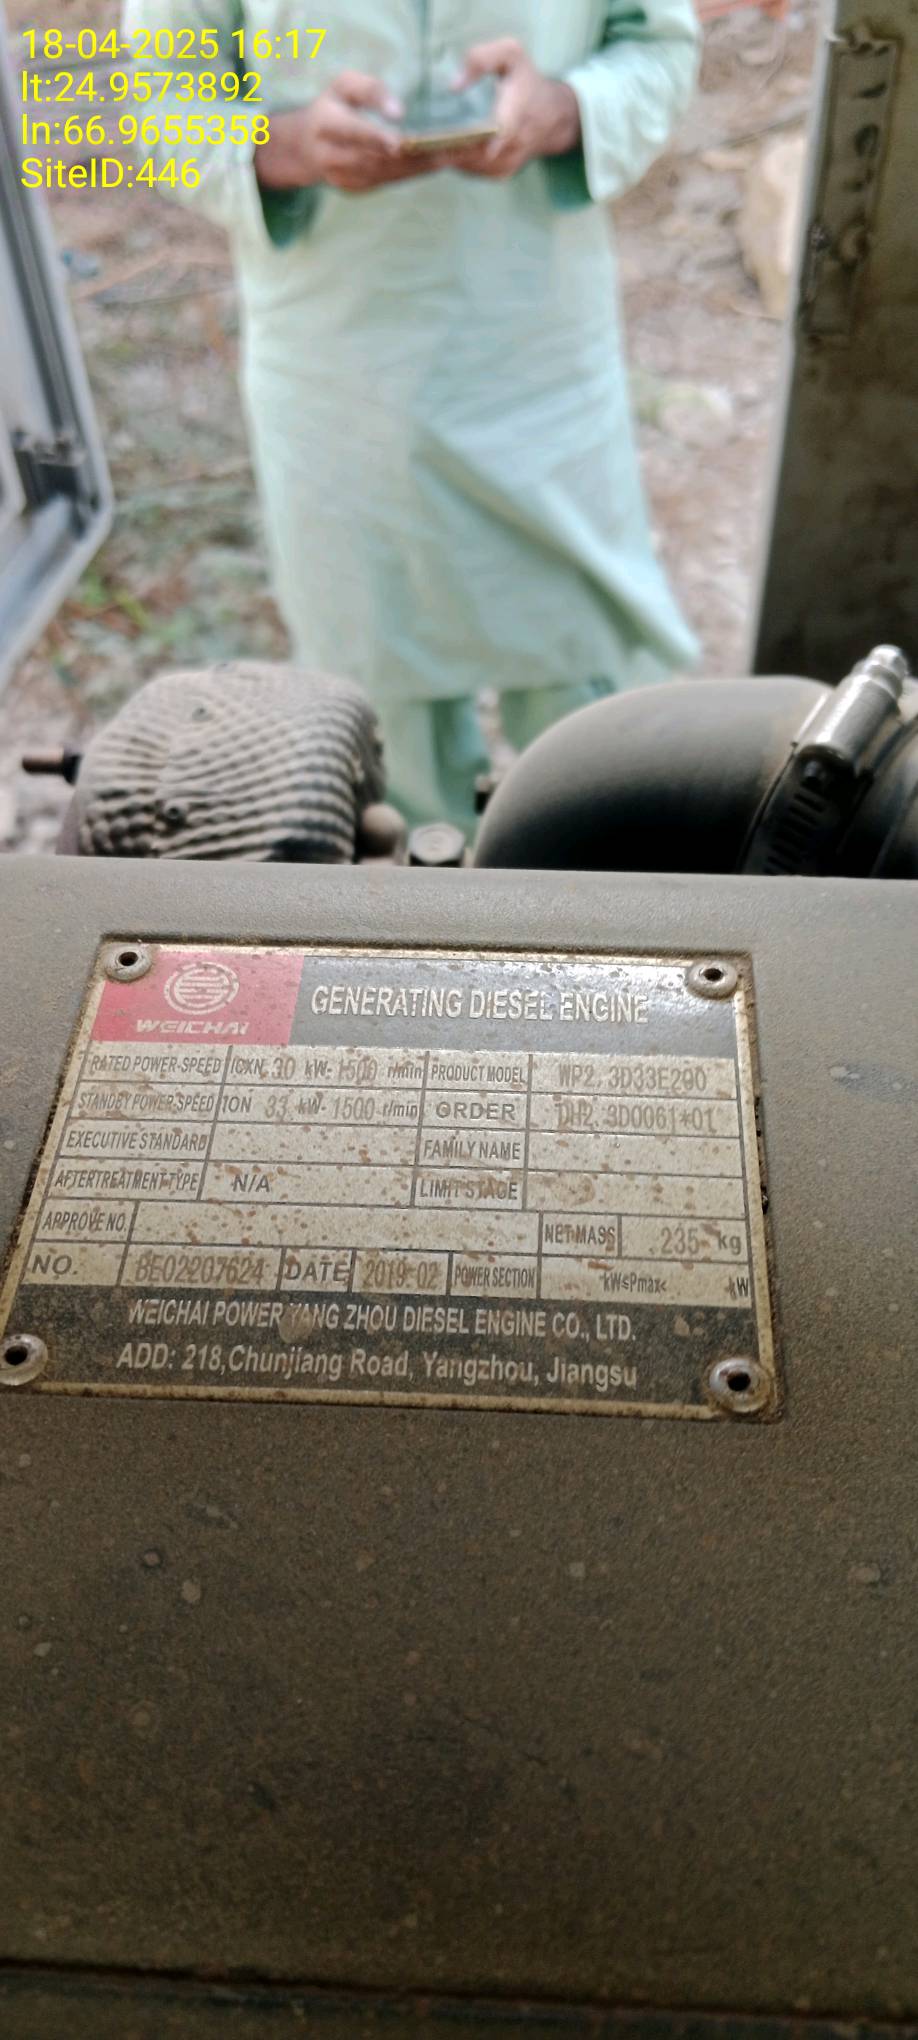 18-04-2025 16:17
lt:24.9573892
ln:66.9655358
SiteID:446
WEICHAI
GENERATING DIESEL ENGINE
RATED POWER-SPEED ICXN 30 kW- 1500 r/min PRODUCT MODEL WP2.3D33E200
STANDBY POWER SPEED ION 33 kW- 1500 r/min ORDER DH2.3D0061*01
EXECUTIVE STANDARD FAMILY NAME
AFTERTREATMENT TYPE N/A LIMIT STAGE
APPROVE NO. NET MASS 235 kg
NO. BE02207624 DATE 2019-02 POWER SECTION kW≤Pmax< kW
WEICHAI POWER YANG ZHOU DIESEL ENGINE CO., LTD.
ADD: 218,Chunjiang Road, Yangzhou, Jiangsu